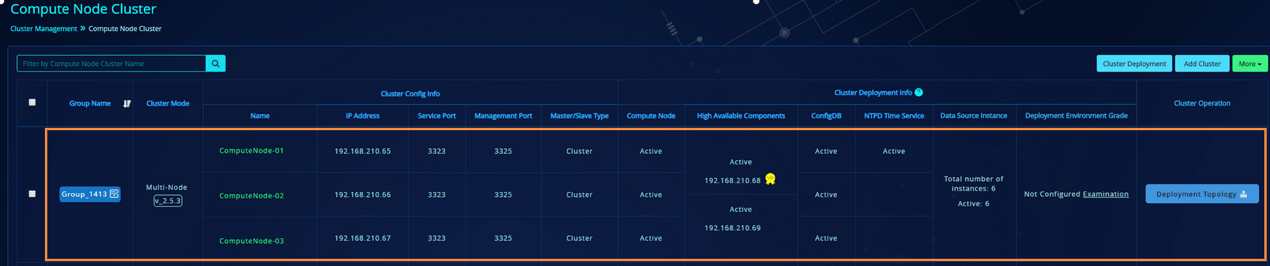 Compute Node Cluster
Cluster Management » Compute Node Cluster
Filter by Compute Node Cluster Name
Cluster Deployment
Add Cluster
More
Group Name
Cluster Mode
Cluster Config Info
Cluster Deployment Info
Cluster Operation
Name
IP Address
Service Port
Management Port
Master/Slave Type
Compute Node
High Available Components
ConfigDB
NTPD Time Service
Data Source Instance
Deployment Environment Grade
Group_1413
Multi-Node
v_2.5.3
ComputeNode-01
192.168.210.65
3323
3325
Cluster
Active
Active
Active
ComputeNode-02
192.168.210.66
3323
3325
Cluster
Active
Active
ComputeNode-03
192.168.210.67
3323
3325
Cluster
Active
Active
Active
192.168.210.68
Active
192.168.210.69
Total number of
instances: 6
Active: 6
Not Configured Examination
Deployment Topology